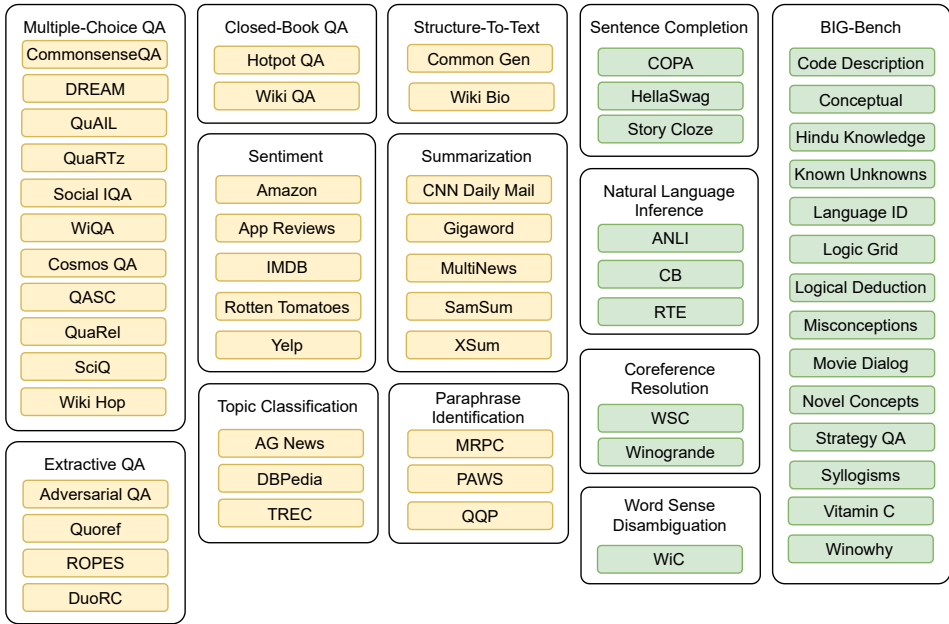 Multiple-Choice QA
CommonsenseQA
DREAM
QuAIL
QuaRTz
Social IQA
WiQA
Cosmos QA
QASC
QuaRel
SciQ
Wiki Hop
Extractive QA
Adversarial QA
Quoref
ROPES
DuoRC
Closed-Book QA
Hotpot QA
Wiki QA
Sentiment
Amazon
App Reviews
IMDB
Rotten Tomatoes
Yelp
Topic Classification
AG News
DBPedia
TREC
Structure-To-Text
Common Gen
Wiki Bio
Summarization
CNN Daily Mail
Gigaword
MultiNews
SamSum
XSum
Paraphrase
Identification
MRPC
PAWS
QQP
Sentence Completion
COPA
HellaSwag
Story Cloze
Natural Language
Inference
ANLI
CB
RTE
Coreference
Resolution
WSC
Winogrande
Word Sense
Disambiguation
WiC
BIG-Bench
Code Description
Conceptual
Hindu Knowledge
Known Unknowns
Language ID
Logic Grid
Logical Deduction
Misconceptions
Movie Dialog
Novel Concepts
Strategy QA
Syllogisms
Vitamin C
Winowhy